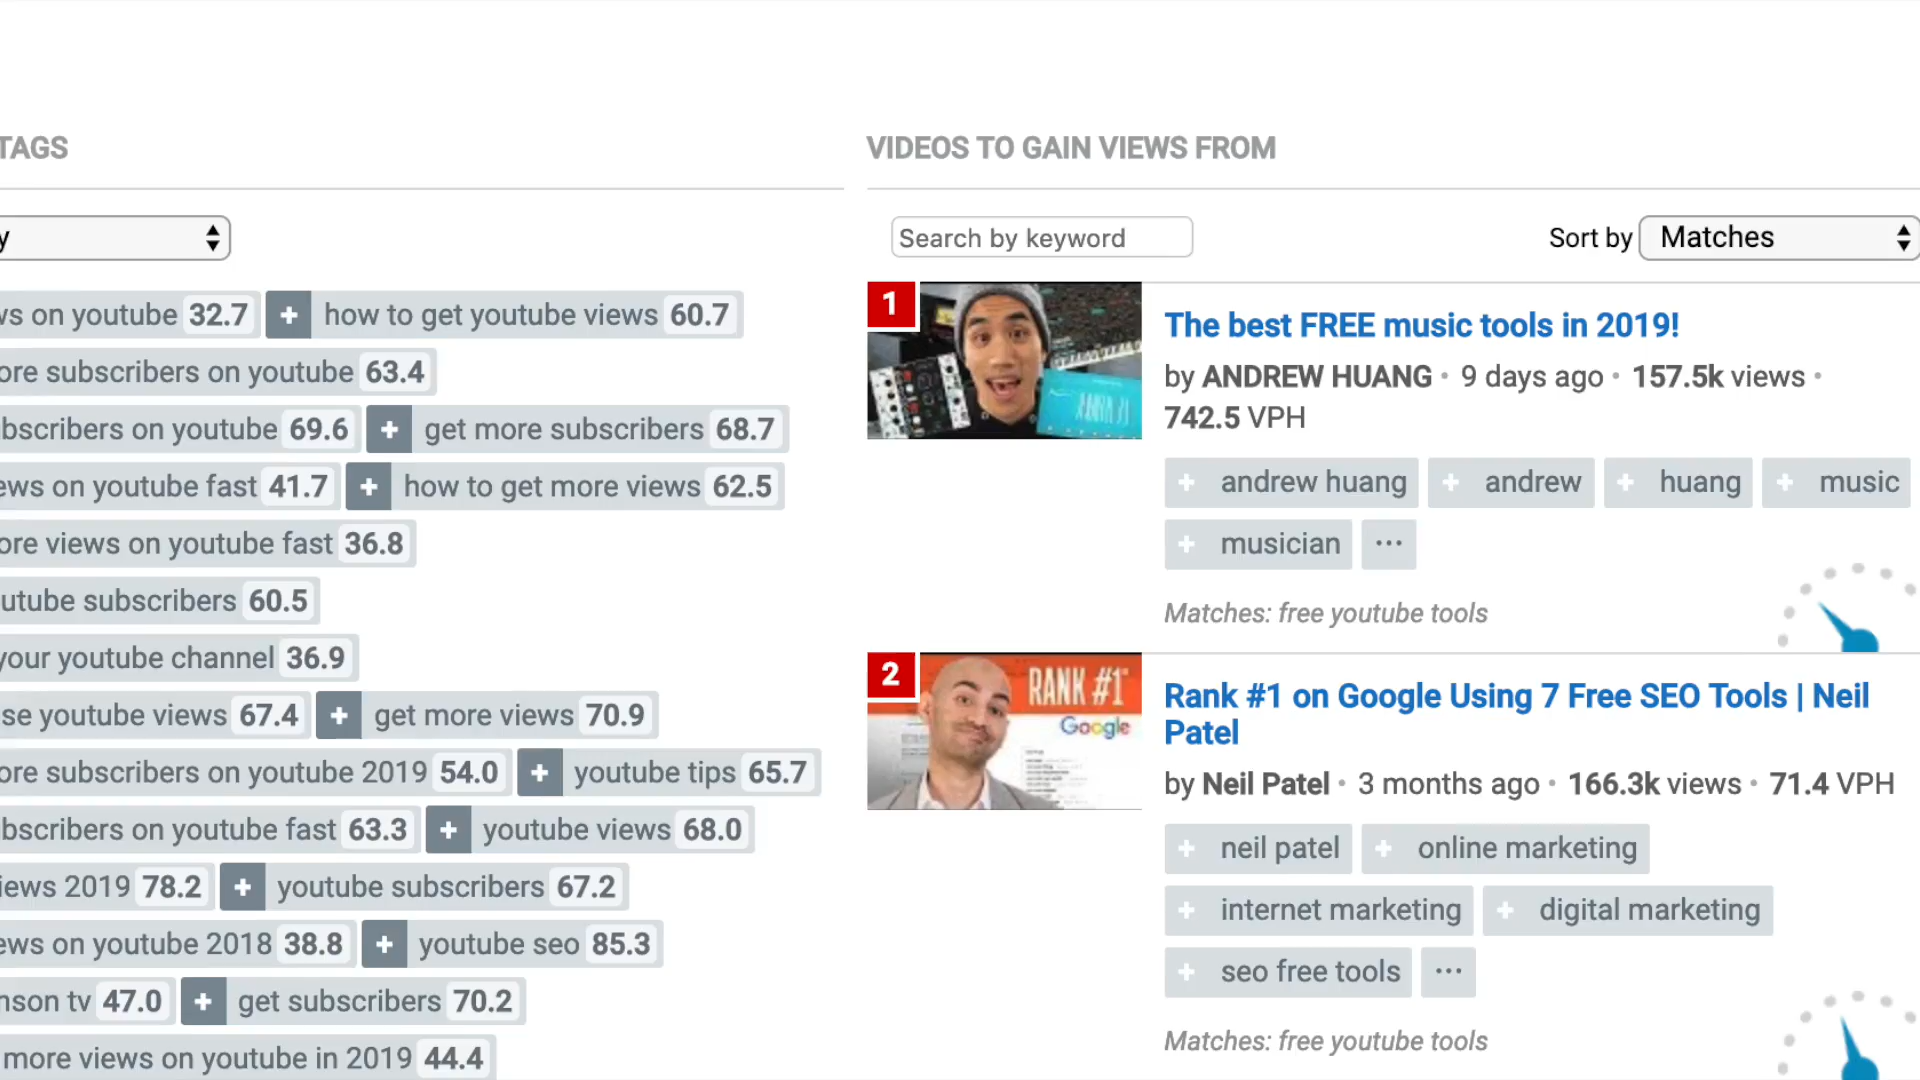 TAGS
y
ws on youtube 32.7 + how to get youtube views 60.7
ore subscribers on youtube 63.4
bscribers on youtube 69.6 + get more subscribers 68.7
ews on youtube fast 41.7 + how to get more views 62.5
ore views on youtube fast 36.8
utube subscribers 60.5
your youtube channel 36.9
se youtube views 67.4 + get more views 70.9
ore subscribers on youtube 2019 54.0 + youtube tips 65.7
bscribers on youtube fast 63.3 + youtube views 68.0
iews 2019 78.2 + youtube subscribers 67.2
ews on youtube 2018 38.8 + youtube seo 85.3
nson tv 47.0 + get subscribers 70.2
more views on youtube in 2019 44.4
VIDEOS TO GAIN VIEWS FROM
Search by keyword Sort by Matches
1
The best FREE music tools in 2019!
by ANDREW HUANG • 9 days ago • 157.5k views •
742.5 VPH
+ andrew huang + andrew + huang + music
+ musician ...
Matches: free youtube tools
2
RANK #1
Google
Rank #1 on Google Using 7 Free SEO Tools | Neil
Patel
by Neil Patel • 3 months ago • 166.3k views • 71.4 VPH
+ neil patel + online marketing
+ internet marketing + digital marketing
+ seo free tools ...
Matches: free youtube tools